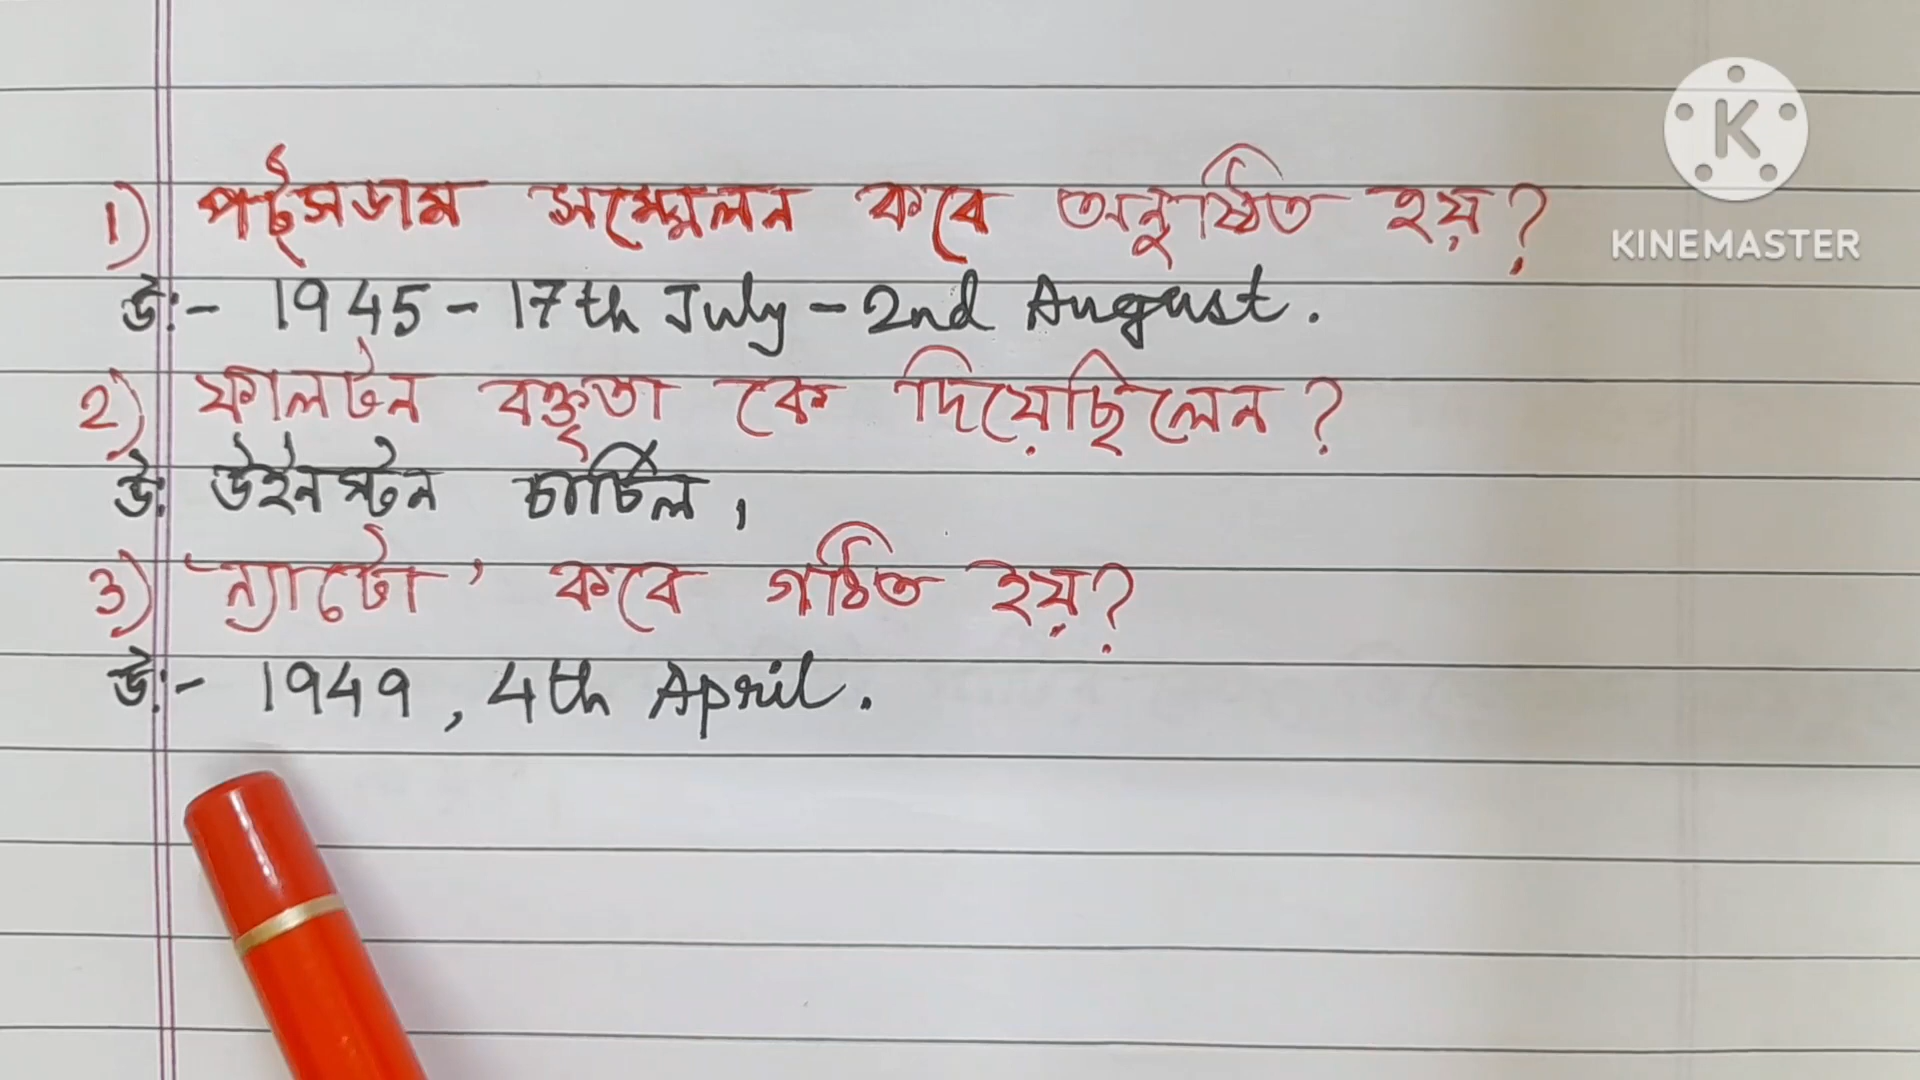 1) পটসডাম সম্মেলন কবে অনুষ্ঠিত হয়?
উঃ- 1945 - 17th July - 2nd August.
2) ফালটন বক্তৃতা কে দিয়েছিলেন?
উঃ উইনস্টন চার্চিল।
3) 'ন্যাটো' কবে গঠিত হয়?
উঃ- 1949, 4th April.
K
KINEMASTER